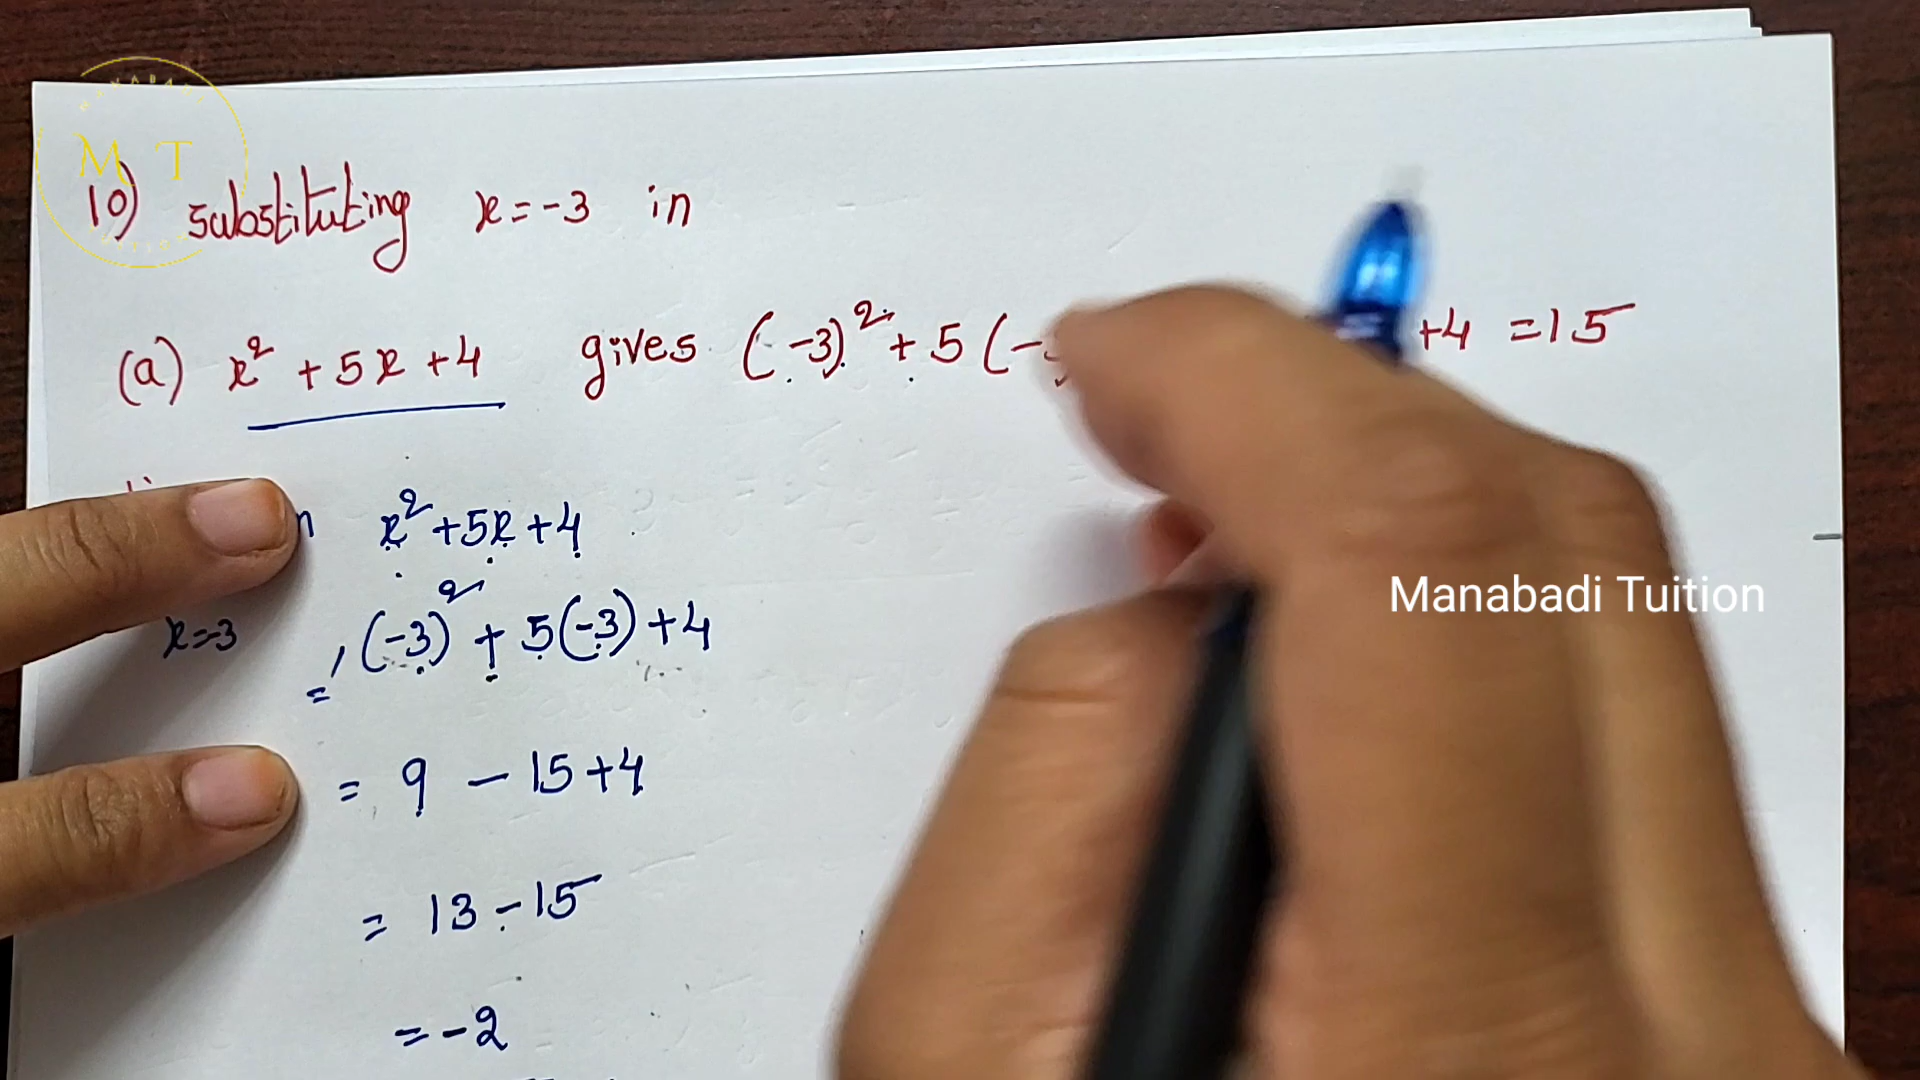 M T
10) substituting x=-3 in
(a) x² + 5x +4 gives (-3)² + 5 (- +4 =15
x²+5x+4
x=-3
= (-3)² + 5(-3)+4
= 9 - 15+4
= 13-15
= -2
Manabadi Tuition